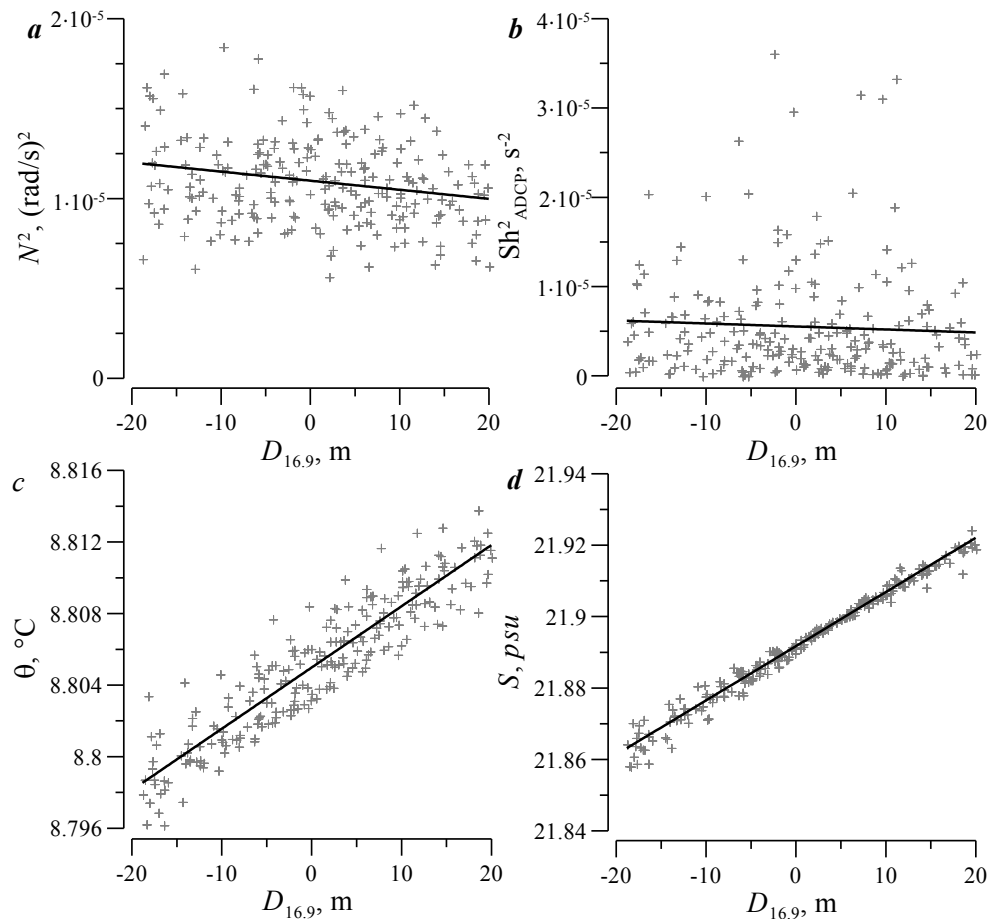 a
2·10⁻⁵
1·10⁻⁵
0
N², (rad/s)²
-20 -10 0 10 20
D₁₆.₉, m
b
4·10⁻⁵
3·10⁻⁵
2·10⁻⁵
1·10⁻⁵
0
Sh²ADCP, s⁻²
-20 -10 0 10 20
D₁₆.₉, m
c
8.816
8.812
8.808
8.804
8.8
8.796
θ, °C
-20 -10 0 10 20
D₁₆.₉, m
d
21.94
21.92
21.9
21.88
21.86
21.84
S, psu
-20 -10 0 10 20
D₁₆.₉, m